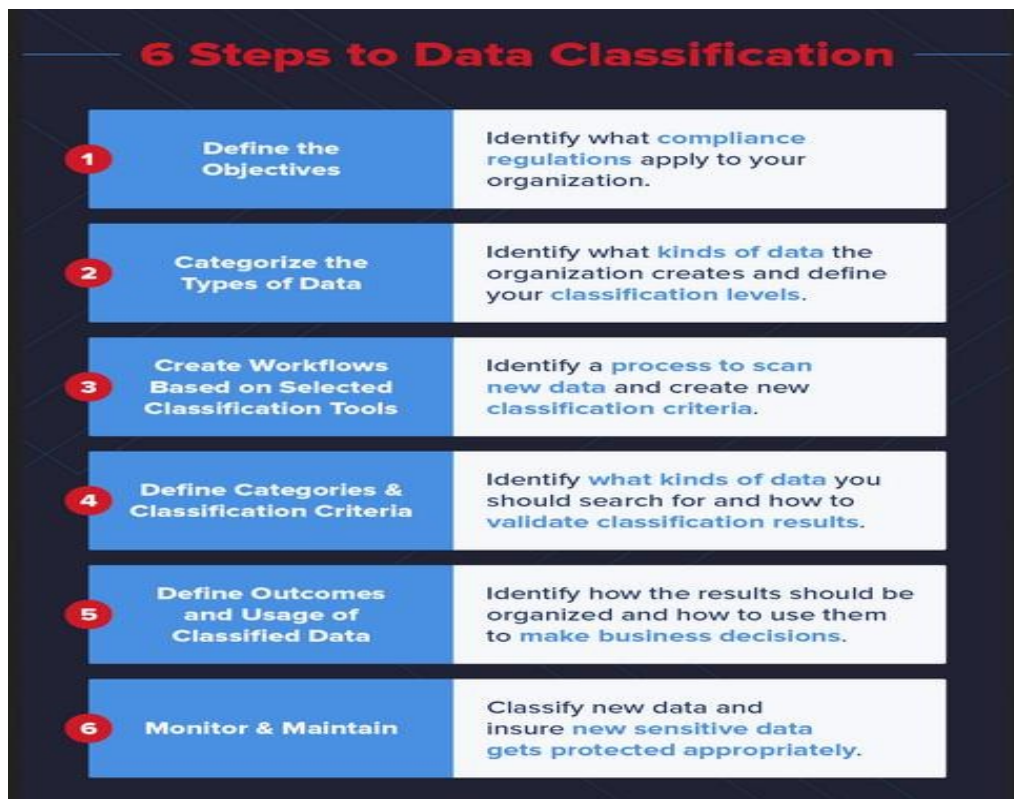 6 Steps to Data Classification
1
Define the
Objectives
Identify what compliance
regulations apply to your
organization.
2
Categorize the
Types of Data
Identify what kinds of data the
organization creates and define
your classification levels.
3
Create Workflows
Based on Selected
Classification Tools
Identify a process to scan
new data and create new
classification criteria.
4
Define Categories &
Classification Criteria
Identify what kinds of data you
should search for and how to
validate classification results.
5
Define Outcomes
and Usage of
Classified Data
Identify how the results should be
organized and how to use them
to make business decisions.
6
Monitor & Maintain
Classify new data and
insure new sensitive data
gets protected appropriately.